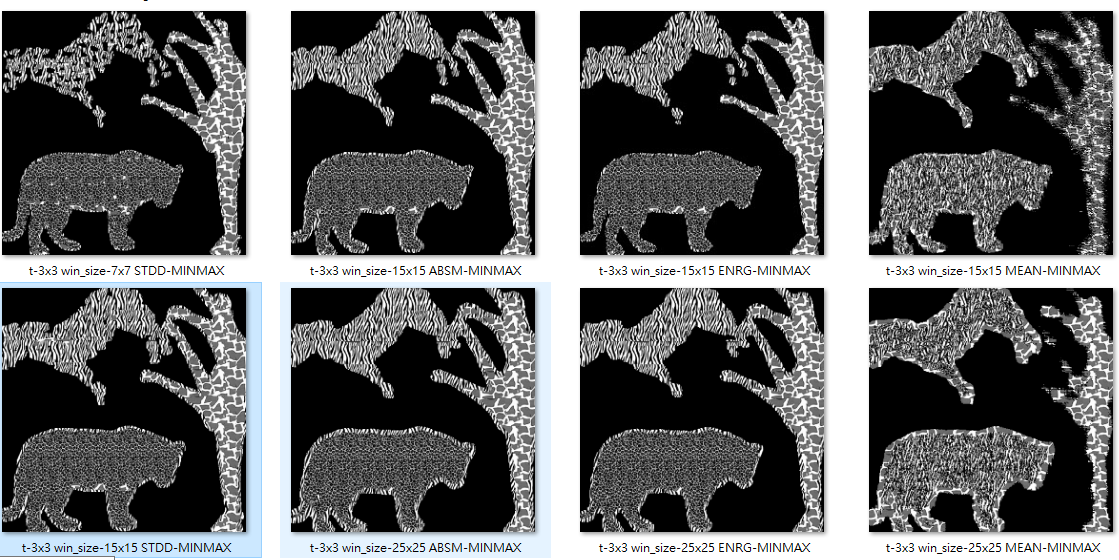 t-3x3 win_size-7x7 STDD-MINMAX
t-3x3 win_size-15x15 ABSM-MINMAX
t-3x3 win_size-15x15 ENRG-MINMAX
t-3x3 win_size-15x15 MEAN-MINMAX
t-3x3 win_size-15x15 STDD-MINMAX
t-3x3 win_size-25x25 ABSM-MINMAX
t-3x3 win_size-25x25 ENRG-MINMAX
t-3x3 win_size-25x25 MEAN-MINMAX